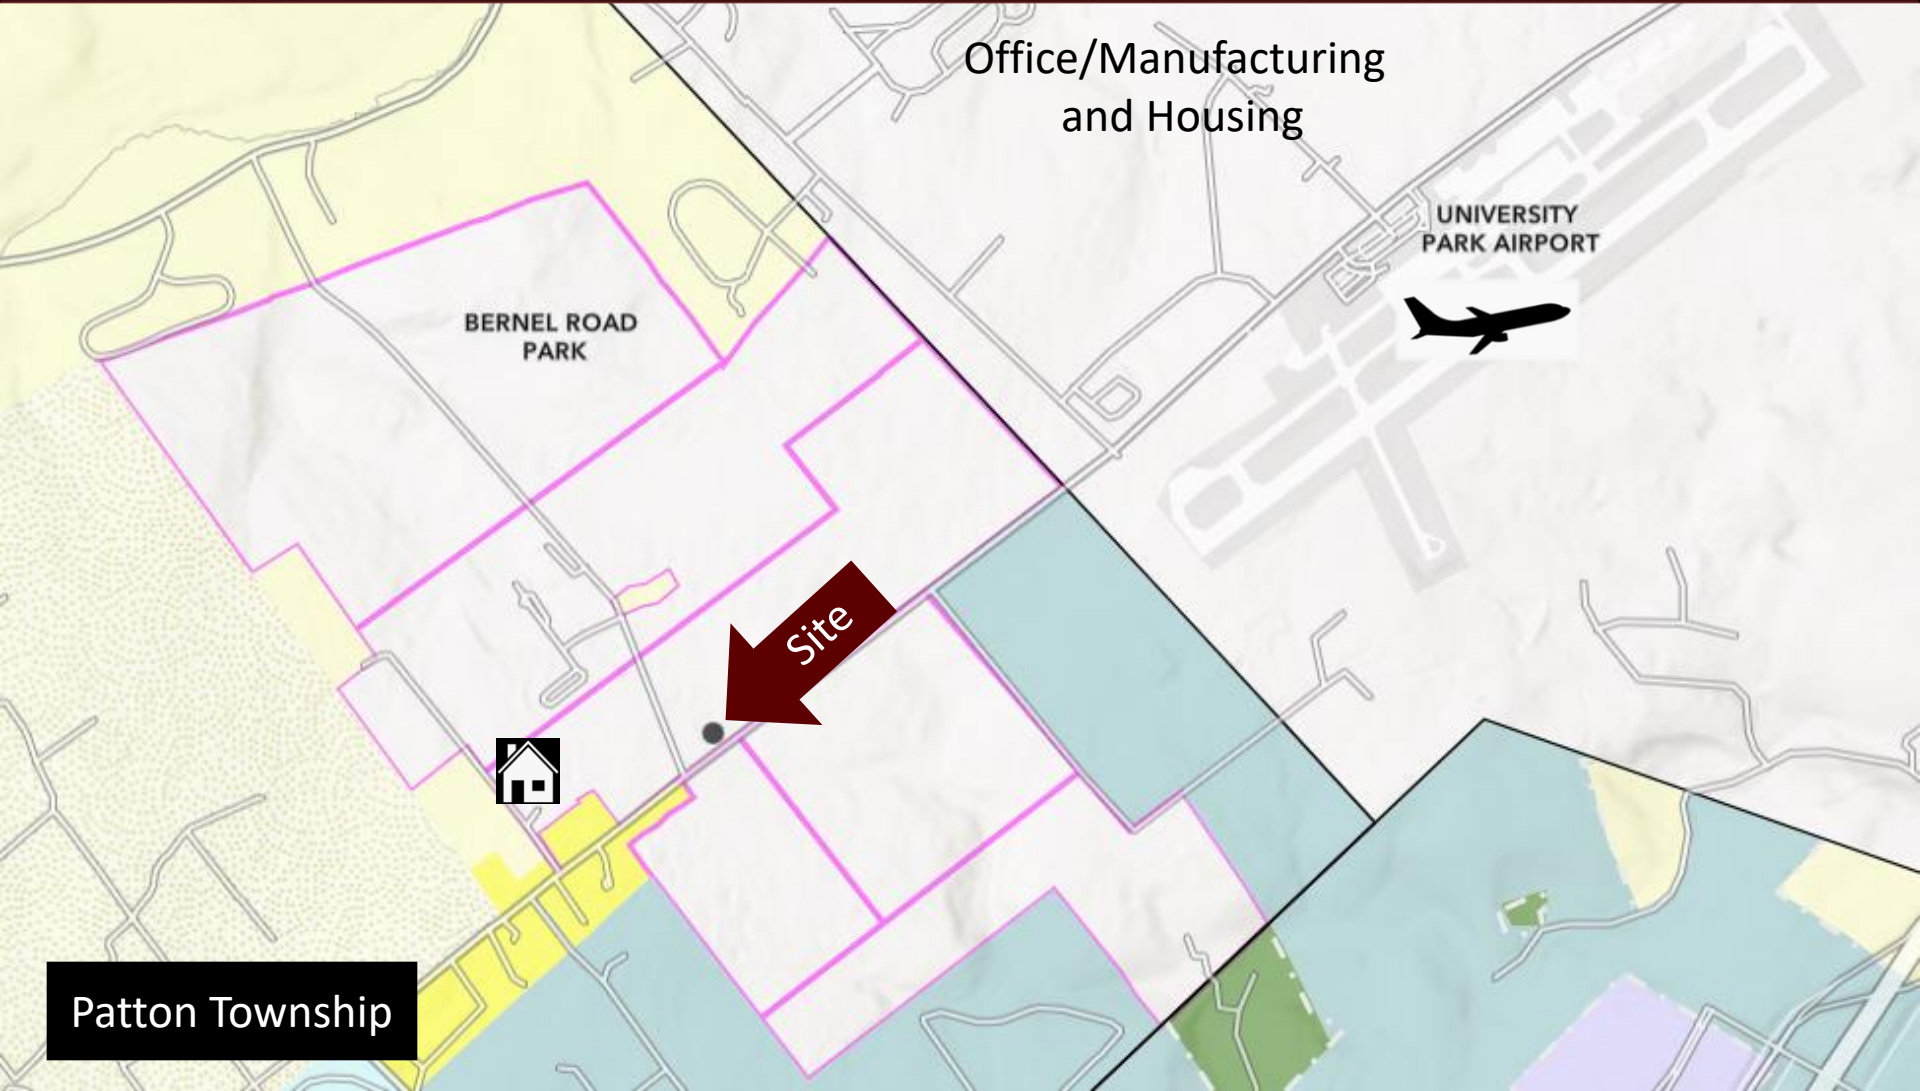 Office/Manufacturing
and Housing
UNIVERSITY
PARK AIRPORT
BERNEL ROAD
PARK
Site
Patton Township